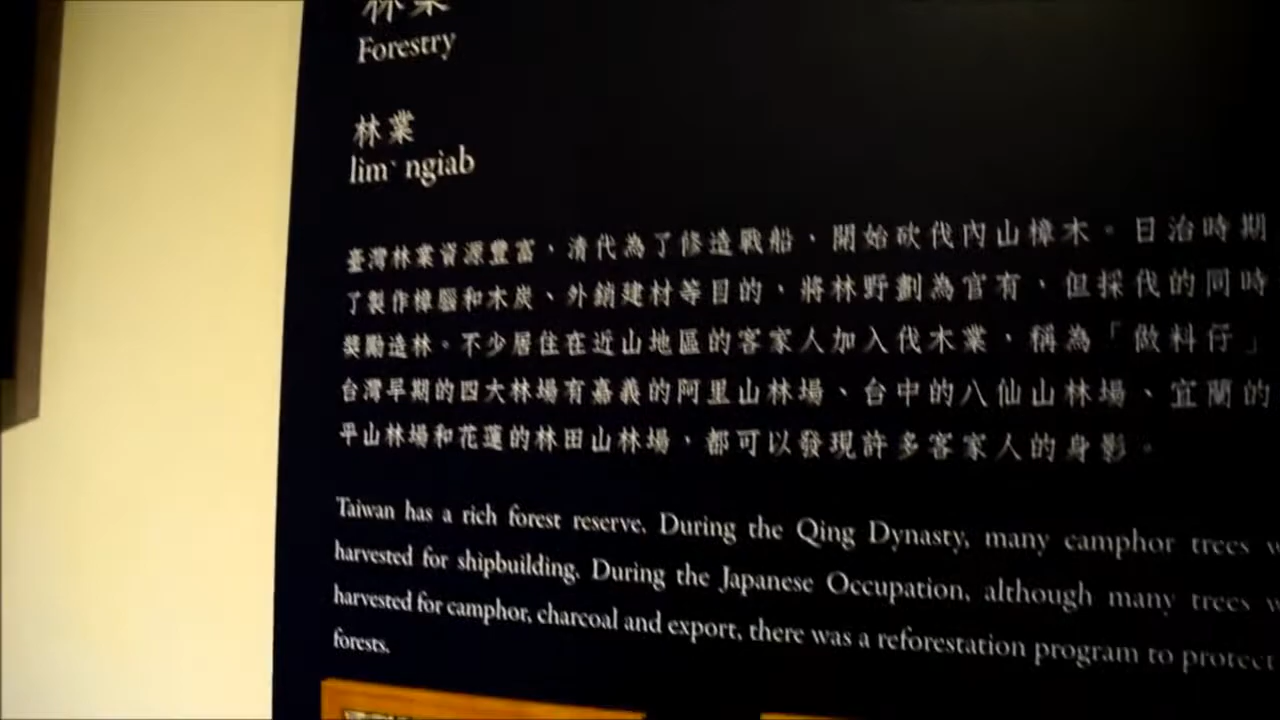 林業
Forestry
林業
limˋ ngiab
臺灣林業資源豐富，清代為了修造戰船，開始砍伐內山樟木。日治時期
了製作樟腦和木炭、外銷建材等目的，將林野劃為官有，但採伐的同時
獎勵造林。不少居住在近山地區的客家人加入伐木業，稱為「做料仔」
台灣早期的四大林場有嘉義的阿里山林場、台中的八仙山林場、宜蘭的
平山林場和花蓮的林田山林場，都可以發現許多客家人的身影。
Taiwan has a rich forest reserve. During the Qing Dynasty, many camphor trees
harvested for shipbuilding. During the Japanese Occupation, although many trees
harvested for camphor, charcoal and export, there was a reforestation program to protect
forests.